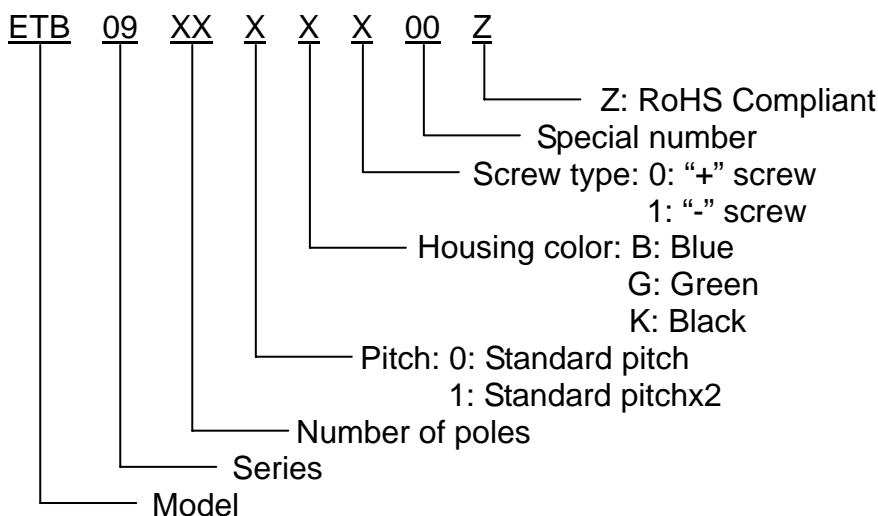 ETB 09 XX X X X 00 Z
Z: RoHS Compliant
Special number
Screw type: 0: “+” screw
1: “-” screw
Housing color: B: Blue
G: Green
K: Black
Pitch: 0: Standard pitch
1: Standard pitchx2
Number of poles
Series
Model